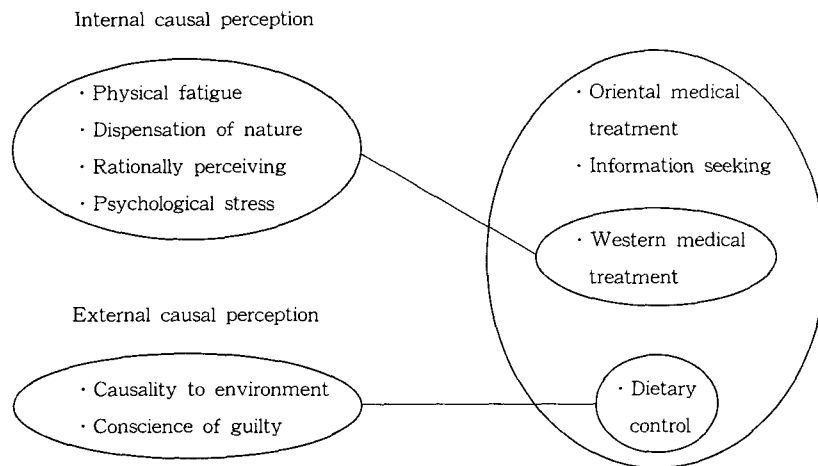 Internal causal perception
· Physical fatigue
· Dispensation of nature
· Rationally perceiving
· Psychological stress
· Oriental medical
treatment
· Information seeking
· Western medical
treatment
External causal perception
· Causality to environment
· Conscience of guilty
· Dietary
control